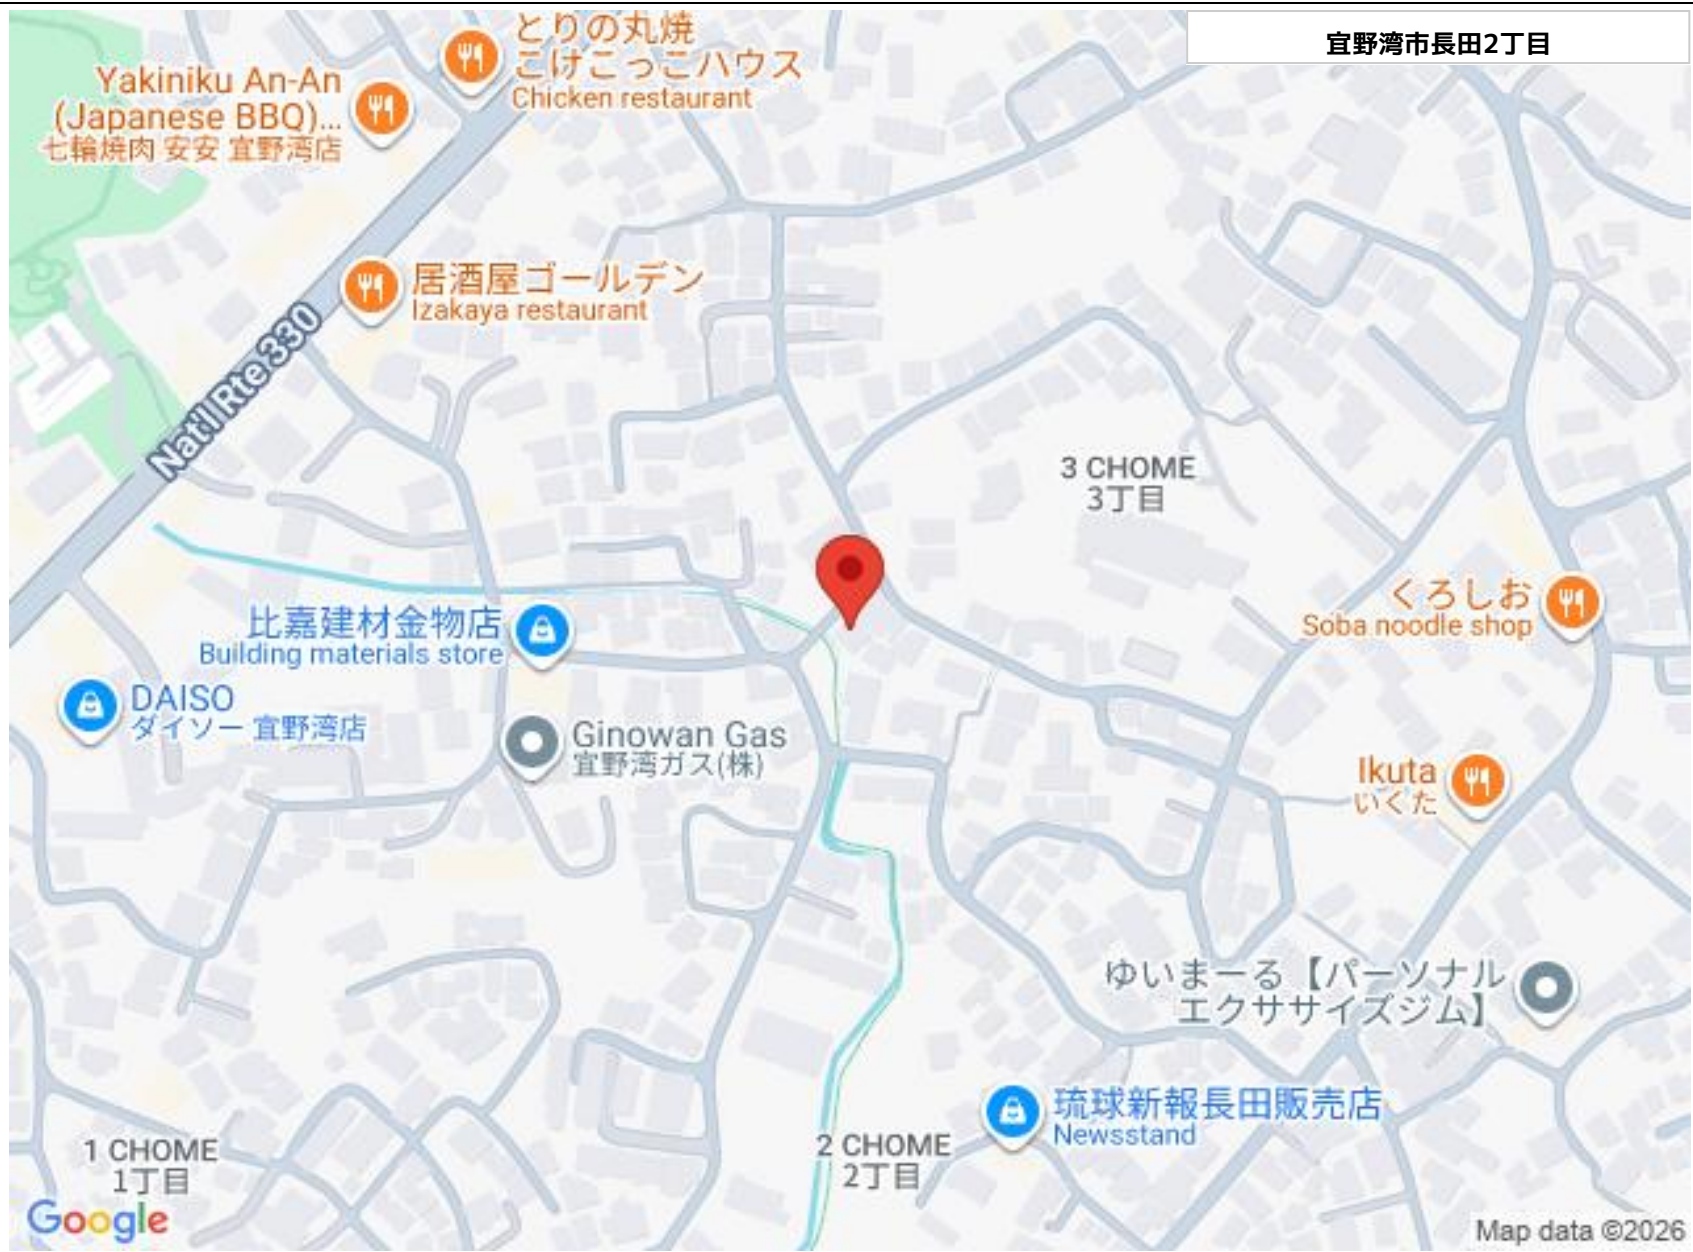 宜野湾市長田2丁目
とりの丸焼
こけこっこハウス
Chicken restaurant
Yakiniku An-An
(Japanese BBQ)...
七輪焼肉 安安 宜野湾店
居酒屋ゴールデン
Izakaya restaurant
Nat'l Rte 330
3 CHOME
3丁目
くろしお
Soba noodle shop
比嘉建材金物店
Building materials store
DAISO
ダイソー 宜野湾店
Ginowan Gas
宜野湾ガス(株)
Ikuta
いくた
ゆいまーる【パーソナル
エクササイズジム】
琉球新報長田販売店
Newsstand
1 CHOME
1丁目
2 CHOME
2丁目
Google
Map data ©2026